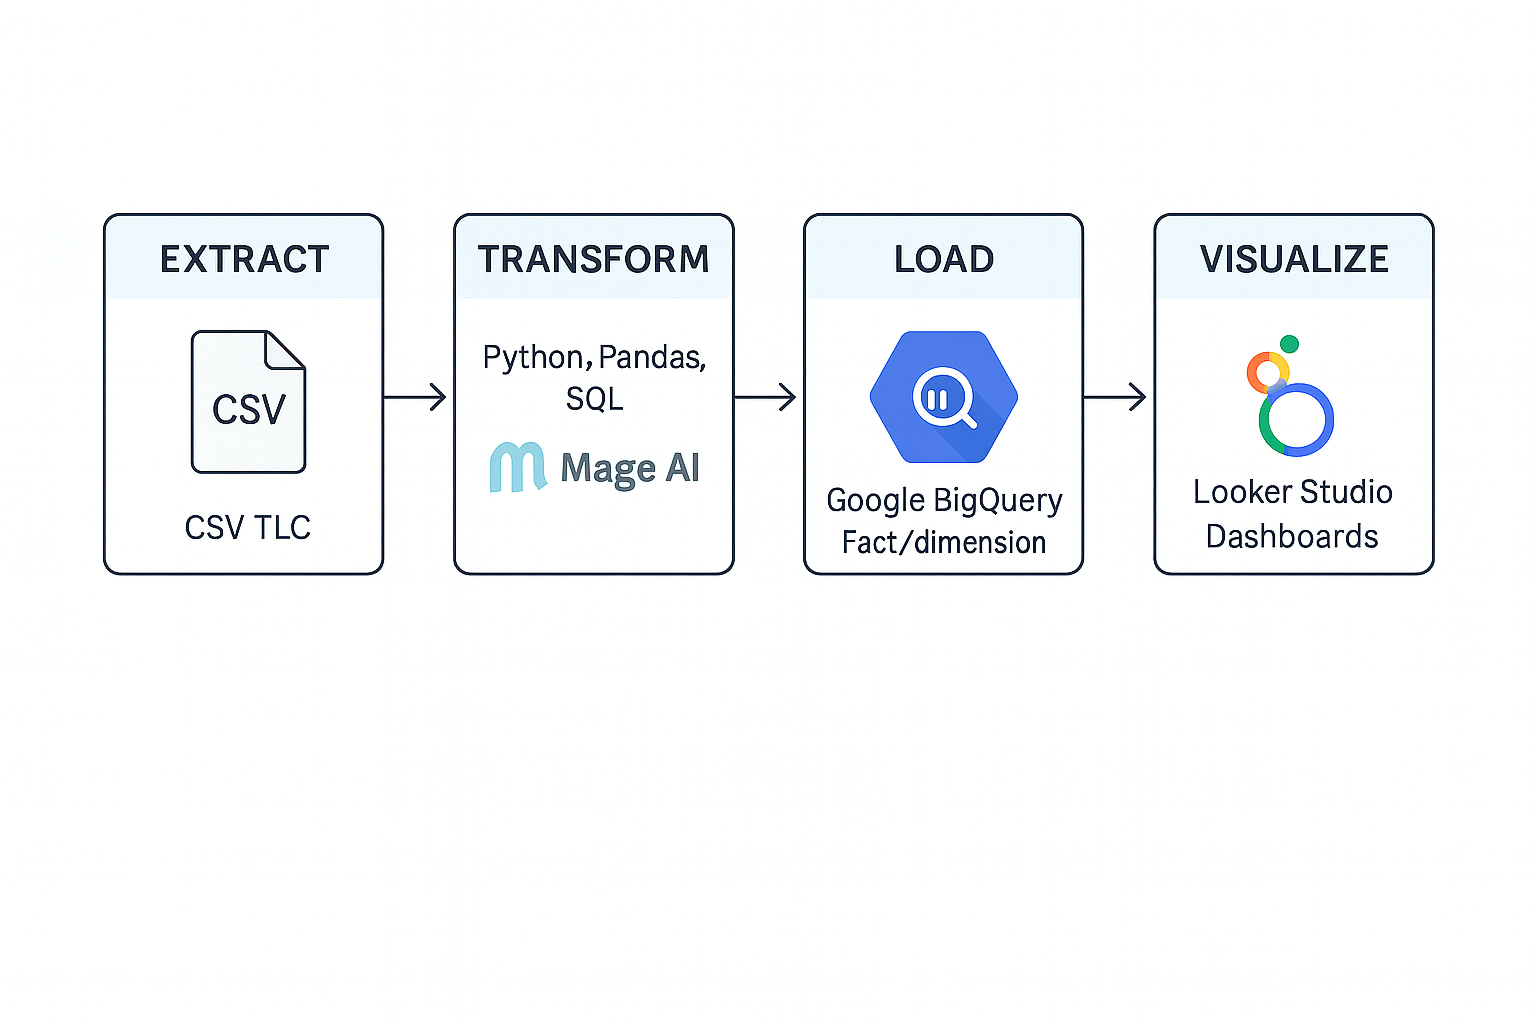 EXTRACT
CSV
CSV TLC
TRANSFORM
Python, Pandas,
SQL
Mage AI
LOAD
Google BigQuery
Fact/dimension
VISUALIZE
Looker Studio
Dashboards